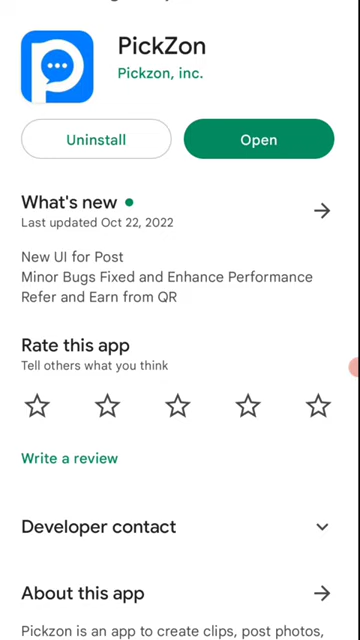 PickZon
Pickzon, inc.
Uninstall
Open
What's new
Last updated Oct 22, 2022
New UI for Post
Minor Bugs Fixed and Enhance Performance
Refer and Earn from QR
Rate this app
Tell others what you think
Write a review
Developer contact
About this app
Pickzon is an app to create clips, post photos,